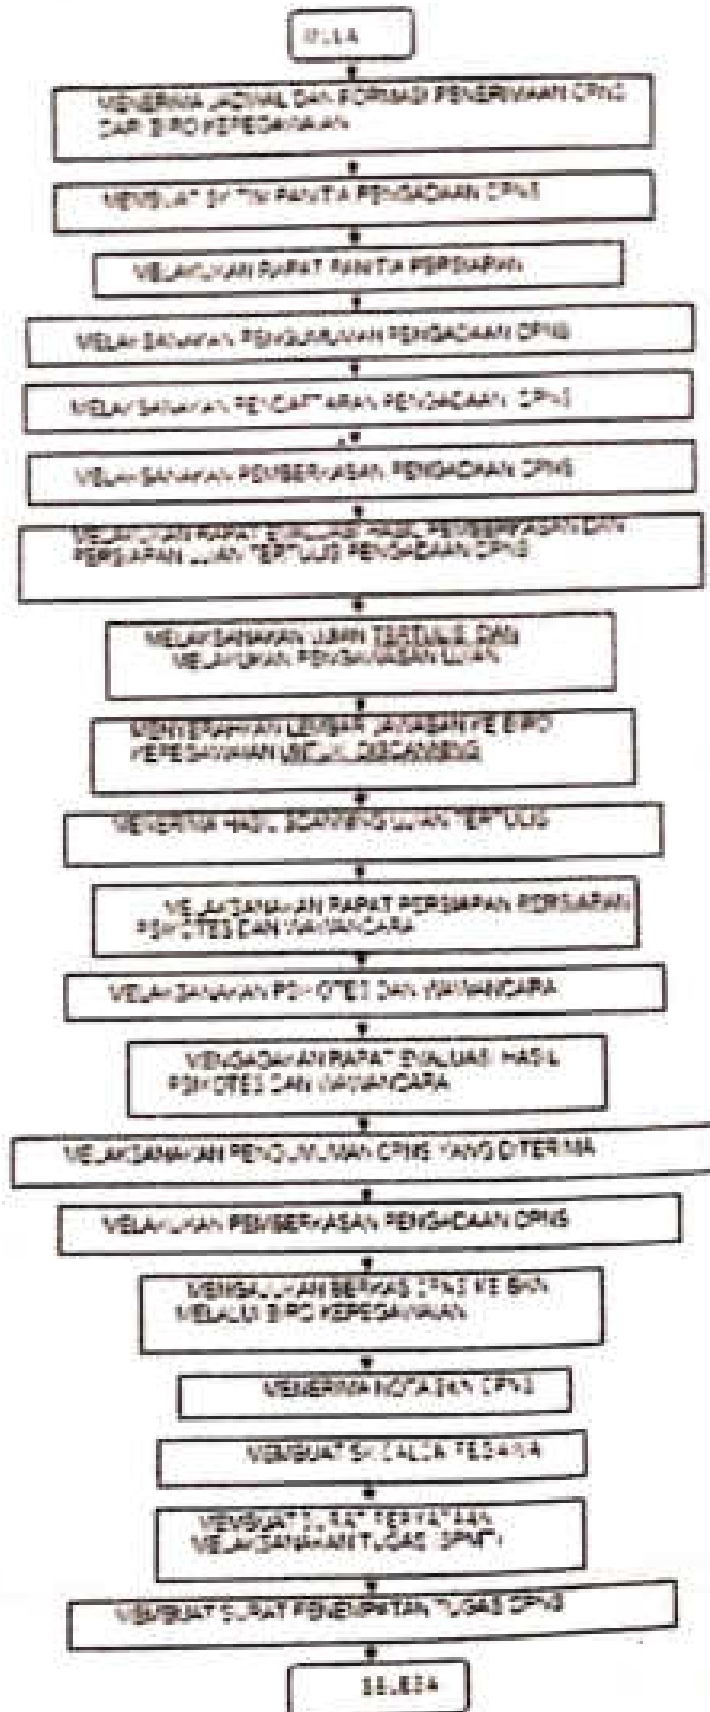 MULA
MENERIMA JADWAL DAN FORMASI PENERIMAAN CPNS
DARI BIRO KEPEGAWAIAN
MEMBUAT SK TIM PANITIA PENGADAAN CPNS
MELAKUKAN RAPAT PANITIA PERSIAPAN
MELAKSANAKAN PENGUMUMAN PENGADAAN CPNS
MELAKSANAKAN PENDAFTARAN PENGADAAN CPNS
MELAKSANAKAN PEMBERKASAN PENGADAAN CPNS
MELAKUKAN RAPAT EVALUASI HASIL PEMBERKASAN DAN
PERSIAPAN UJIAN TERTULIS PENGADAAN CPNS
MELAKSANAKAN UJIAN TERTULIS DAN
MELAKUKAN PENGAWASAN UJIAN
MENYERAHKAN LEMBAR JAWABAN KE BIRO
KEPEGAWAIAN UNTUK DISCANNING
MENERIMA HASIL SCANNING UJIAN TERTULIS
MELAKSANAKAN RAPAT PERSIAPAN PERSIAPAN
PSIKOTES DAN WAWANCARA
MELAKSANAKAN PSIKOTES DAN WAWANCARA
MENGADAKAN RAPAT EVALUASI HASIL
PSIKOTES DAN WAWANCARA
MELAKSANAKAN PENGUMUMAN CPNS YANG DITERIMA
MELAKUKAN PEMBERKASAN PENGADAAN CPNS
MENGAJUKAN BERKAS CPNS KE BKN
MELALUI BIRO KEPEGAWAIAN
MENERIMA NOTA BKN CPNS
MEMBUAT SK CALON PEGAWAI
MEMBUAT SURAT PERNYATAAN
MELAKSANAKAN TUGAS
MEMBUAT SURAT PENEMPATAN TUGAS CPNS
SELESAI